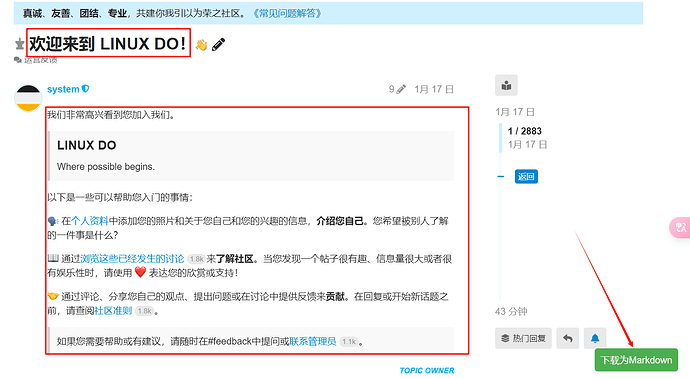 真诚、友善、团结、专业，共建你我引以为荣之社区。《常见问题解答》
欢迎来到 LINUX DO！
运营反馈
system
9
1月 17 日
我们非常高兴看到您加入我们。
LINUX DO
Where possible begins.
以下是一些可以帮助您入门的事情：
在个人资料中添加您的照片和关于您自己和您的兴趣的信息，介绍您自己。您希望被别人了解
的一件事是什么？
通过浏览这些已经发生的讨论 1.8k 来了解社区。当您发现一个帖子很有趣、信息量很大或者很
有娱乐性时，请使用 ❤️ 表达您的欣赏或支持！
通过评论、分享您自己的观点、提出问题或在讨论中提供反馈来贡献。在回复或开始新话题之
前，请查阅社区准则 1.8k 。
如果您需要帮助或有建议，请随时在#feedback中提问或联系管理员 1.1k 。
TOPIC OWNER
1月 17 日
1 / 2883
1月 17 日
返回
43 分钟
热门回复
下载为Markdown